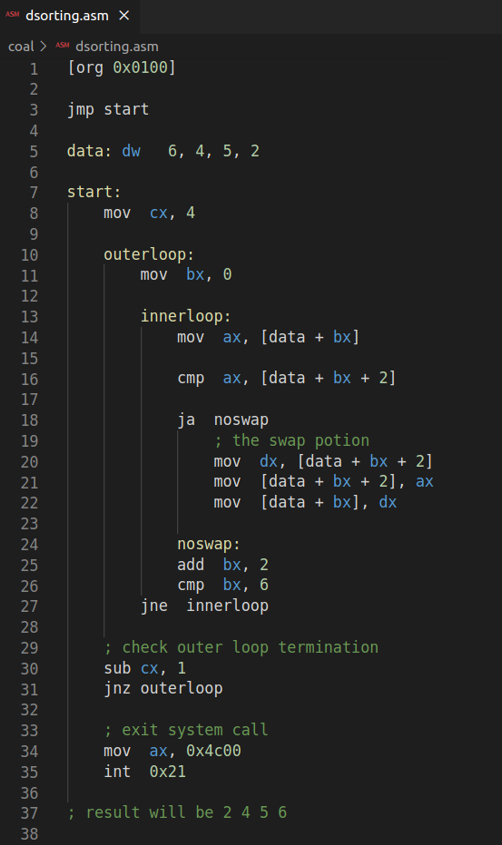 ASM dsorting.asm ×
coal > ASM dsorting.asm
1 [org 0x0100]
2
3 jmp start
4
5 data: dw   6, 4, 5, 2
6
7 start:
8     mov  cx, 4
9
10     outerloop:
11         mov  bx, 0
12
13         innerloop:
14             mov  ax, [data + bx]
15
16             cmp  ax, [data + bx + 2]
17
18             ja  noswap
19                 ; the swap potion
20                 mov  dx, [data + bx + 2]
21                 mov  [data + bx + 2], ax
22                 mov  [data + bx], dx
23
24             noswap:
25             add  bx, 2
26             cmp  bx, 6
27         jne  innerloop
28
29     ; check outer loop termination
30     sub cx, 1
31     jnz outerloop
32
33     ; exit system call
34     mov  ax, 0x4c00
35     int  0x21
36
37 ; result will be 2 4 5 6
38